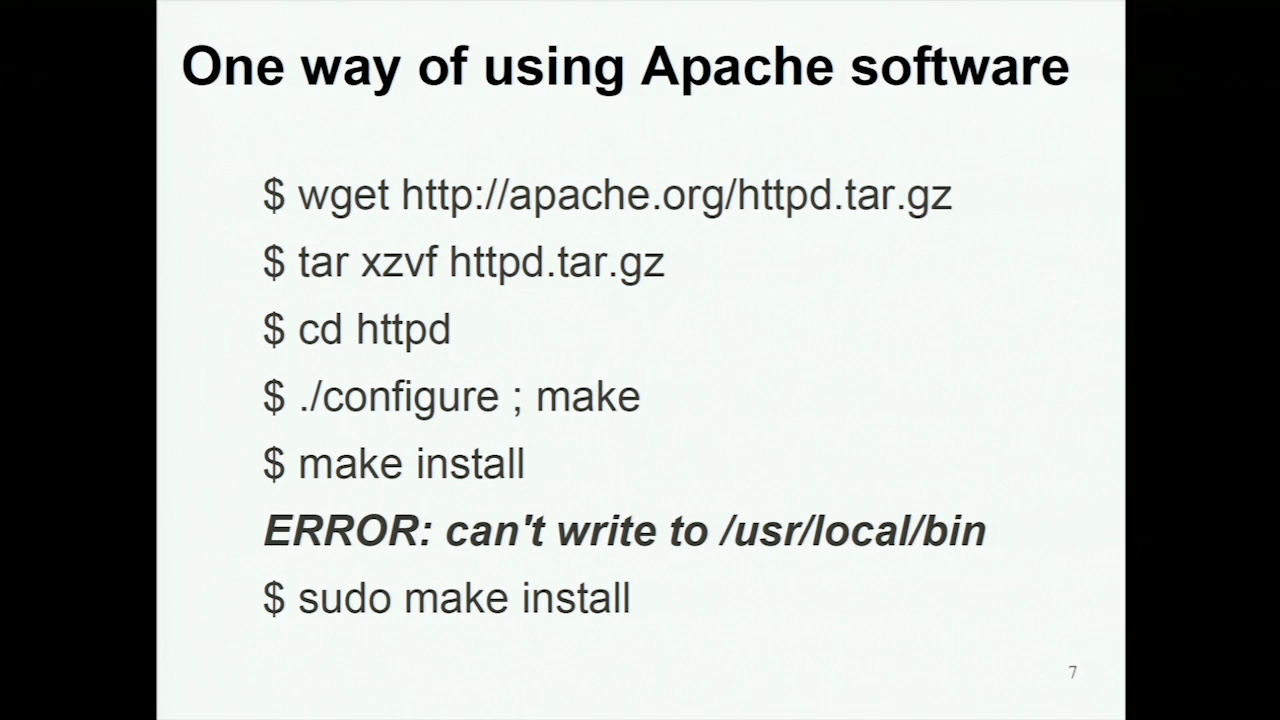 One way of using Apache software
$ wget http://apache.org/httpd.tar.gz
$ tar xzvf httpd.tar.gz
$ cd httpd
$ ./configure ; make
$ make install
ERROR: can't write to /usr/local/bin
$ sudo make install
7